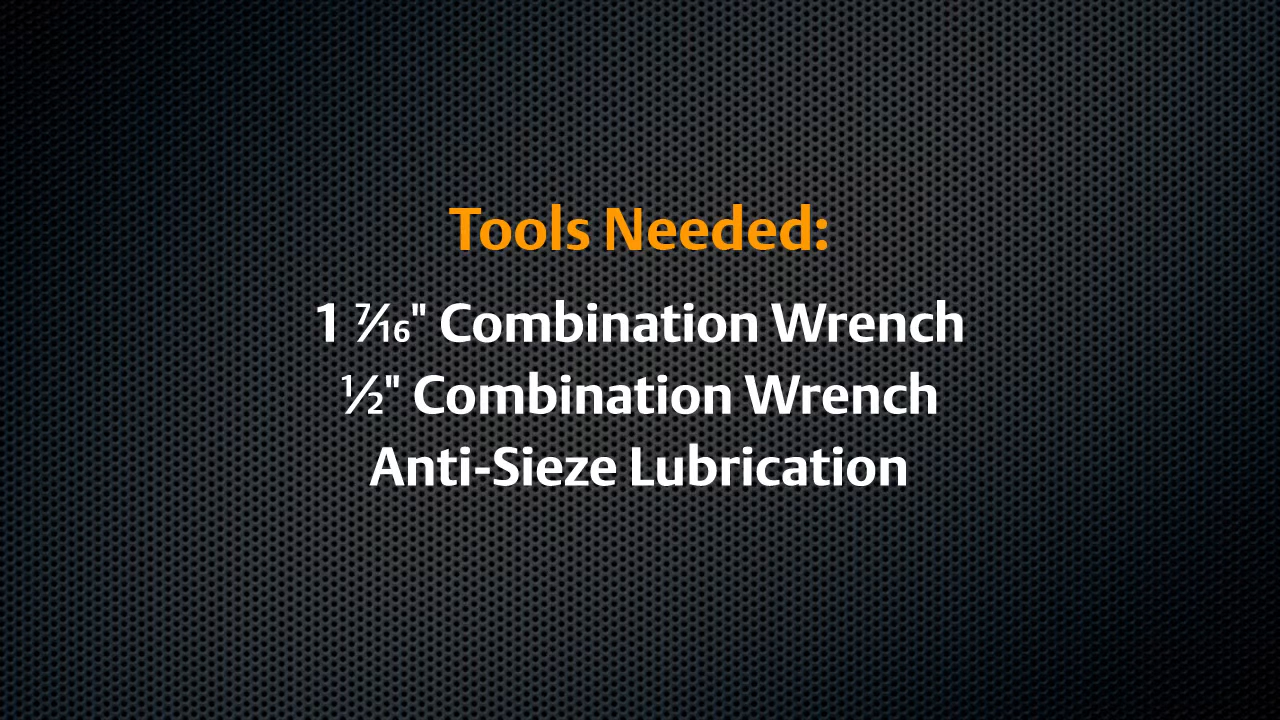 Tools Needed:
1 7⁄16" Combination Wrench
½" Combination Wrench
Anti-Sieze Lubrication